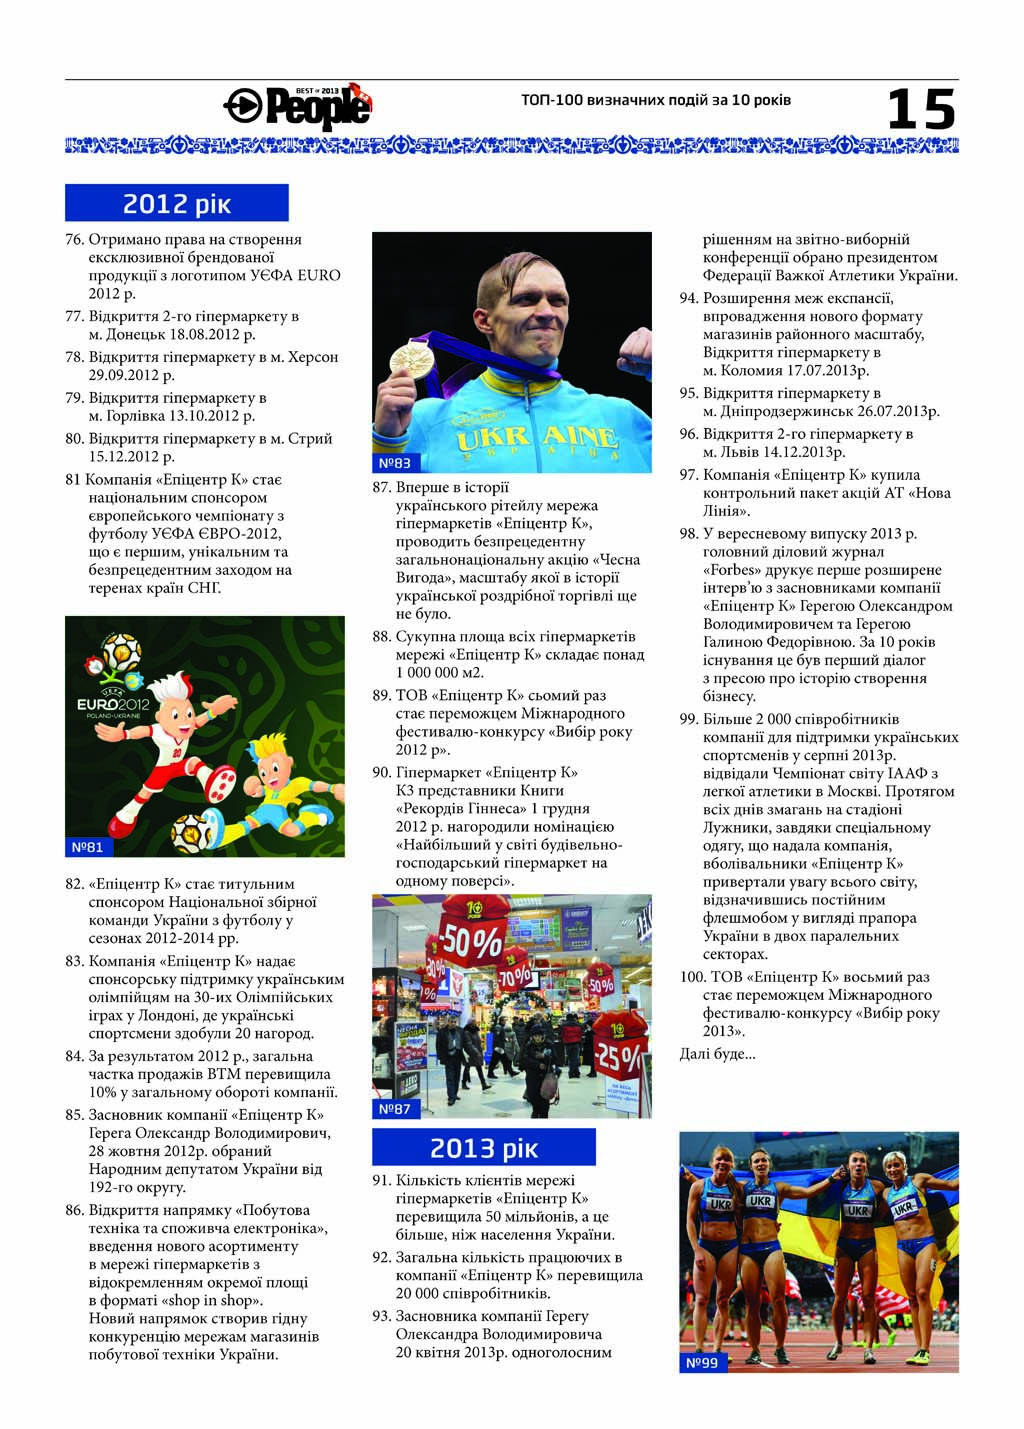 BEST OF 2013
People
ТОП-100 визначних подій за 10 років
15
2012 рік
76. Отримано права на створення
ексклюзивної брендованої
продукції з логотипом УЄФА EURO
2012 р.
77. Відкриття 2-го гіпермаркету в
м. Донецьк 18.08.2012 р.
78. Відкриття гіпермаркету в м. Херсон
29.09.2012 р.
79. Відкриття гіпермаркету в
м. Горлівка 13.10.2012 р.
80. Відкриття гіпермаркету в м. Стрий
15.12.2012 р.
81 Компанія «Епіцентр К» стає
національним спонсором
європейського чемпіонату з
футболу УЄФА ЄВРО-2012,
що є першим, унікальним та
безпрецедентним заходом на
теренах країн СНГ.
UEFA
EURO2012
POLAND-UKRAINE
№81
82. «Епіцентр К» стає титульним
спонсором Національної збірної
команди України з футболу у
сезонах 2012-2014 рр.
83. Компанія «Епіцентр К» надає
спонсорську підтримку українським
олімпійцям на 30-их Олімпійських
іграх у Лондоні, де українські
спортсмени здобули 20 нагород.
84. За результатом 2012 р., загальна
частка продажів ВТМ перевищила
10% у загальному обороті компанії.
85. Засновник компанії «Епіцентр К»
Герега Олександр Володимирович,
28 жовтня 2012р. обраний
Народним депутатом України від
192-го округу.
86. Відкриття напрямку «Побутова
техніка та споживча електроніка»,
введення нового асортименту
в мережі гіпермаркетів з
відокремленням окремої площі
в форматі «shop in shop».
Новий напрямок створив гідну
конкуренцію мережам магазинів
побутової техніки України.
UKRAINE
УКРАЇНА
№83
87. Вперше в історії
українського рітейлу мережа
гіпермаркетів «Епіцентр К»,
проводить безпрецедентну
загальнонаціональну акцію «Чесна
Вигода», масштабу якої в історії
української роздрібної торгівлі ще
не було.
88. Сукупна площа всіх гіпермаркетів
мережі «Епіцентр К» складає понад
1 000 000 м2.
89. ТОВ «Епіцентр К» сьомий раз
стає переможцем Міжнародного
фестивалю-конкурсу «Вибір року
2012 р».
90. Гіпермаркет «Епіцентр К»
К3 представники Книги
«Рекордів Гіннеса» 1 грудня
2012 р. нагородили номінацією
«Найбільший у світі будівельно-
господарський гіпермаркет на
одному поверсі».
-50%
-70%
-50%
-25%
№87
2013 рік
91. Кількість клієнтів мережі
гіпермаркетів «Епіцентр К»
перевищила 50 мільйонів, а це
більше, ніж населення України.
92. Загальна кількість працюючих в
компанії «Епіцентр К» перевищила
20 000 співробітників.
93. Засновника компанії Герегу
Олександра Володимировича
20 квітня 2013р. одноголосним
рішенням на звітно-виборній
конференції обрано президентом
Федерації Важкої Атлетики України.
94. Розширення меж експансії,
впровадження нового формату
магазинів районного масштабу,
Відкриття гіпермаркету в
м. Коломия 17.07.2013р.
95. Відкриття гіпермаркету в
м. Дніпродзержинськ 26.07.2013р.
96. Відкриття 2-го гіпермаркету в
м. Львів 14.12.2013р.
97. Компанія «Епіцентр К» купила
контрольний пакет акцій АТ «Нова
Лінія».
98. У вересневому випуску 2013 р.
головний діловий журнал
«Forbes» друкує перше розширене
інтерв’ю з засновниками компанії
«Епіцентр К» Герегою Олександром
Володимировичем та Герегою
Галиною Федорівною. За 10 років
існування це був перший діалог
з пресою про історію створення
бізнесу.
99. Більше 2 000 співробітників
компанії для підтримки українських
спортсменів у серпні 2013р.
відвідали Чемпіонат світу ІААФ з
легкої атлетики в Москві. Протягом
всіх днів змагань на стадіоні
Лужники, завдяки спеціальному
одягу, що надала компанія,
вболівальники «Епіцентр К»
привертали увагу всього світу,
відзначившись постійним
флешмобом у вигляді прапора
України в двох паралельних
секторах.
100. ТОВ «Епіцентр К» восьмий раз
стає переможцем Міжнародного
фестивалю-конкурсу «Вибір року
2013».
Далі буде...
UKR
UKR
UKR
UKR
№99